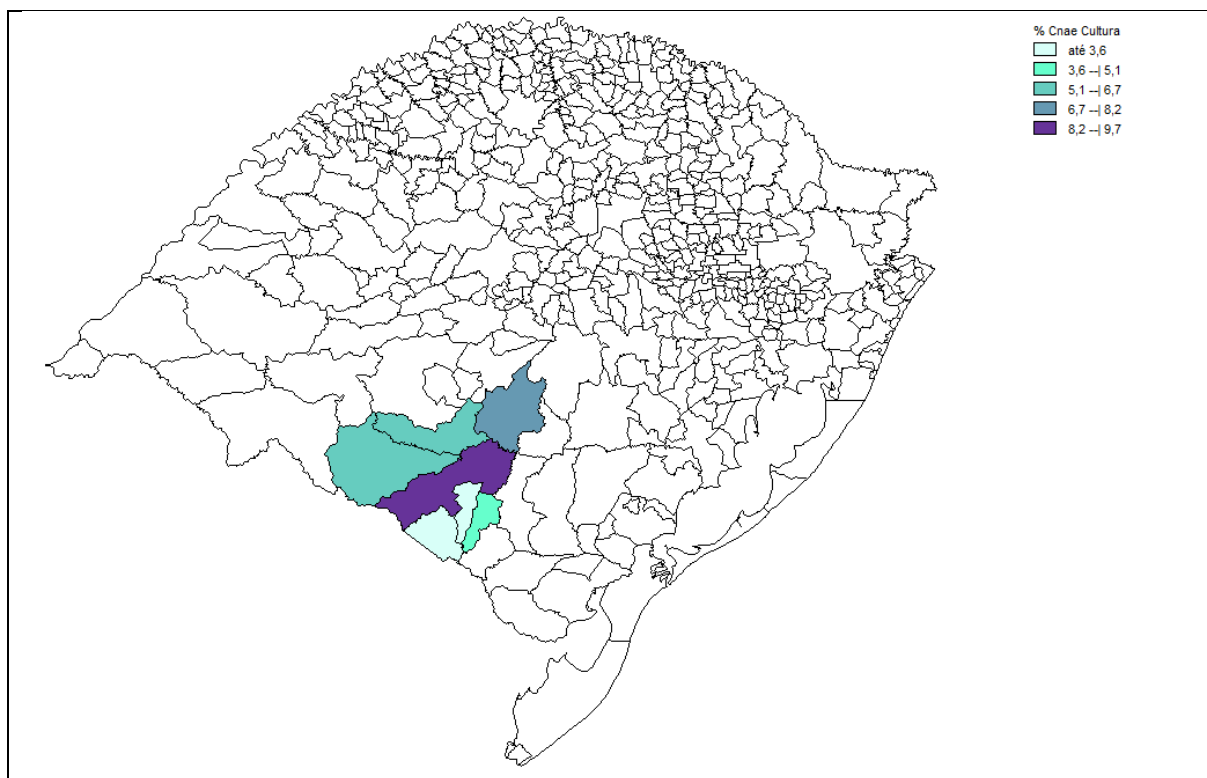 % Cnae Cultura
até 3,6
3,6 --| 5,1
5,1 --| 6,7
6,7 --| 8,2
8,2 --| 9,7